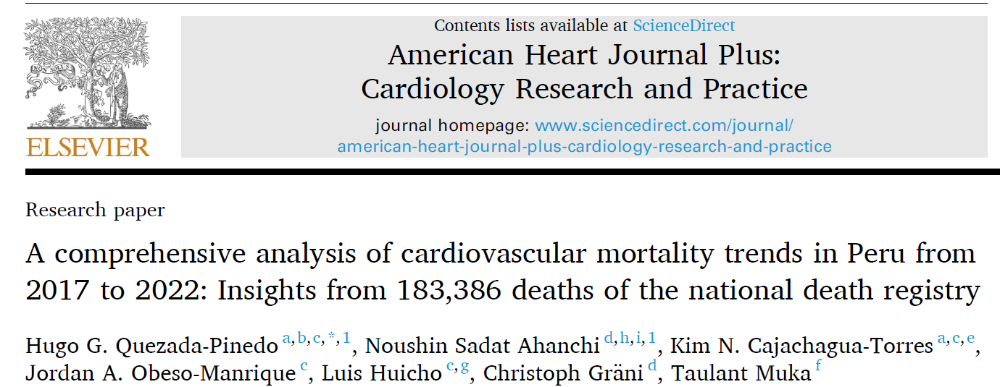 NON SOLUS
ELSEVIER
Contents lists available at ScienceDirect
American Heart Journal Plus:
Cardiology Research and Practice
journal homepage: www.sciencedirect.com/journal/
american-heart-journal-plus-cardiology-research-and-practice
Research paper
A comprehensive analysis of cardiovascular mortality trends in Peru from
2017 to 2022: Insights from 183,386 deaths of the national death registry
Hugo G. Quezada-Pinedo a,b,c,*,1, Noushin Sadat Ahanchi d,h,i,1, Kim N. Cajachagua-Torres a,c,e,
Jordan A. Obeso-Manrique c, Luis Huicho c,g, Christoph Gräni d, Taulant Muka f